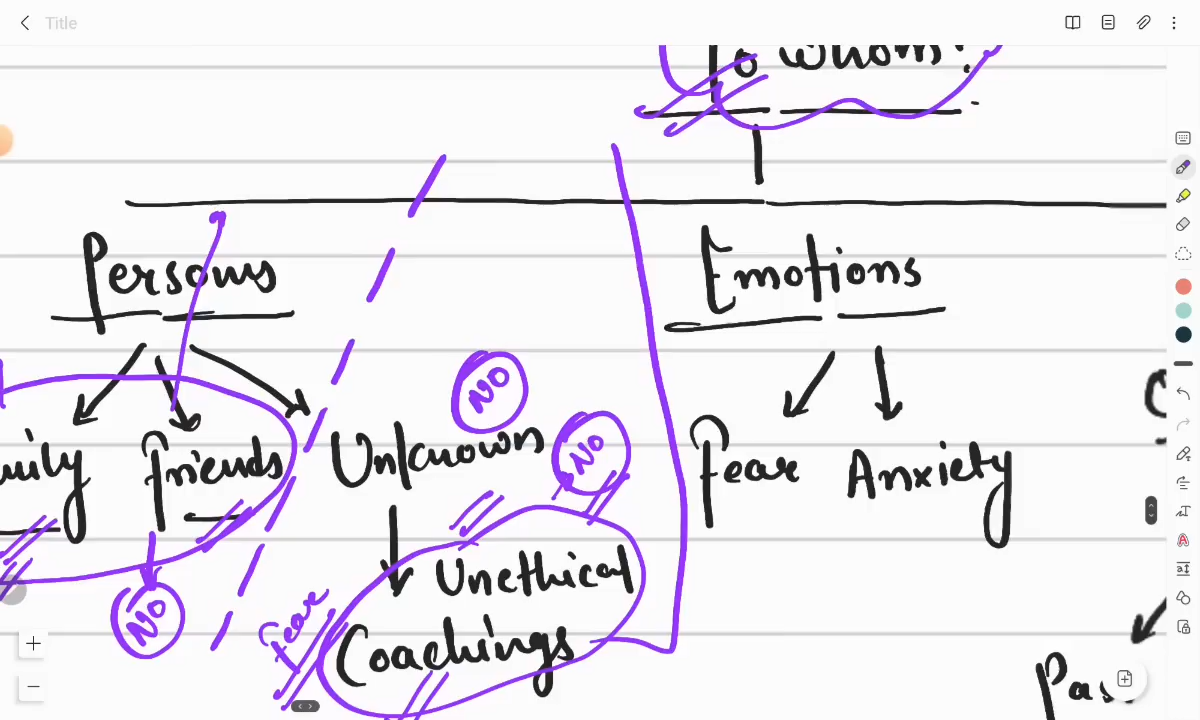 Title
To whom?
Persons
Emotions
NO
friends
Unknown
NO
Fear Anxiety
NO
fear
Unethical
Coachings